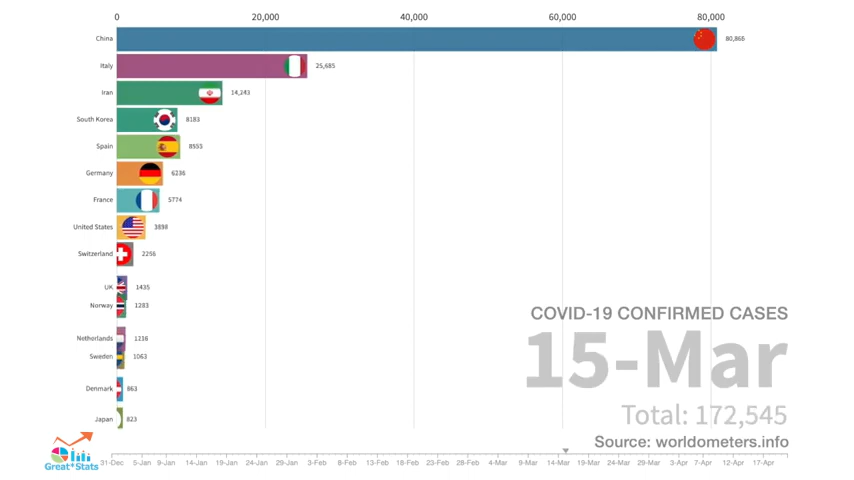 0 20,000 40,000 60,000 80,000
China 80,866
Italy 25,685
Iran 14,243
South Korea 8183
Spain 8555
Germany 6236
France 5774
United States 3898
Switzerland 2256
UK 1435
Norway 1283
Netherlands 1216
Sweden 1063
Denmark 863
Japan 823
COVID-19 CONFIRMED CASES
15-Mar
Total: 172,545
Source: worldometers.info
Great Stats
31-Dec 5-Jan 9-Jan 14-Jan 19-Jan 24-Jan 29-Jan 3-Feb 8-Feb 13-Feb 18-Feb 23-Feb 28-Feb 4-Mar 9-Mar 14-Mar 19-Mar 24-Mar 29-Mar 3-Apr 7-Apr 12-Apr 17-Apr